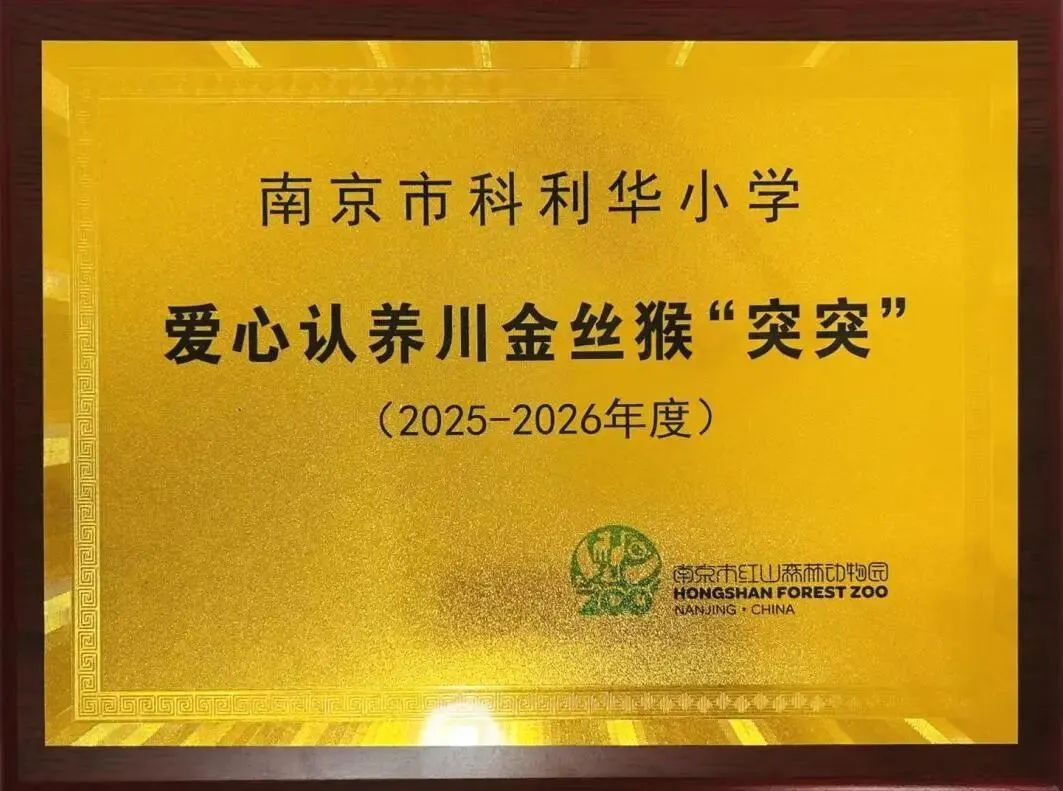 南京市科利华小学
爱心认养川金丝猴“突突”
（2025-2026年度）
ZOO
南京市红山森林动物园
HONGSHAN FOREST ZOO
NANJING · CHINA